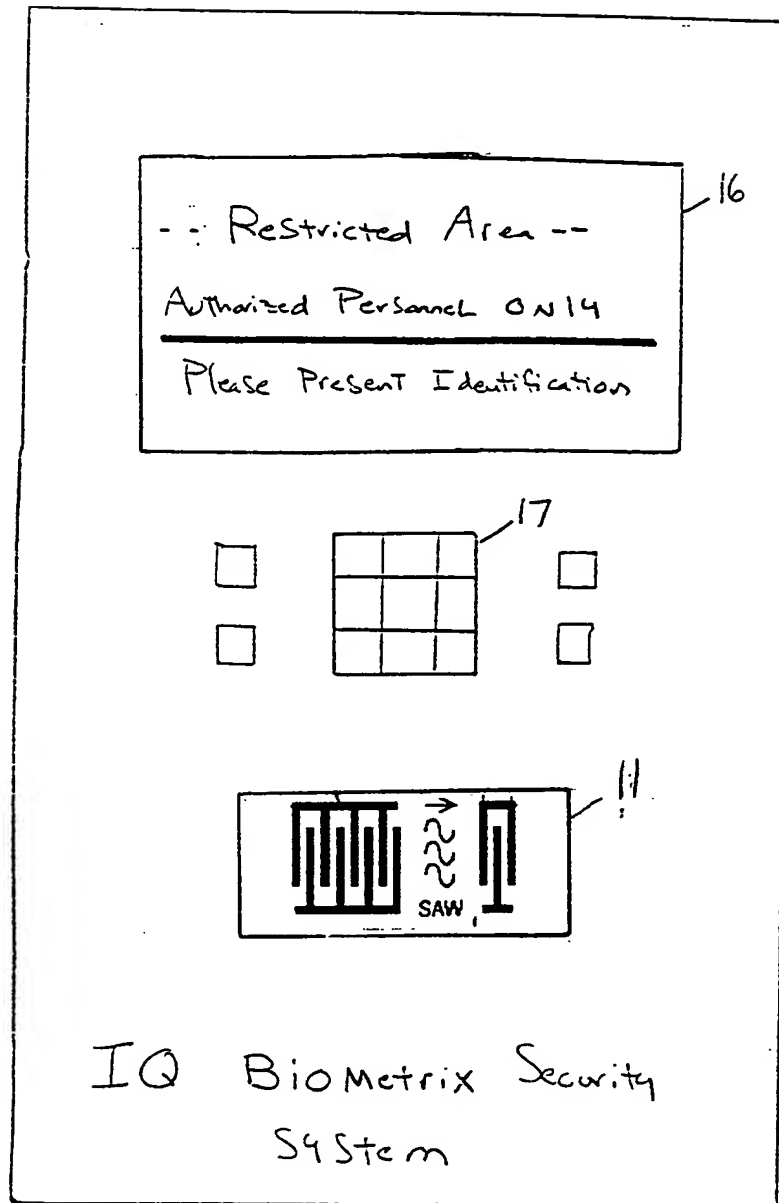 -- Restricted Area --
16
Authorized Personnel ONly
Please Present Identification
17
11
SAW
IQ BioMetrix Security
System